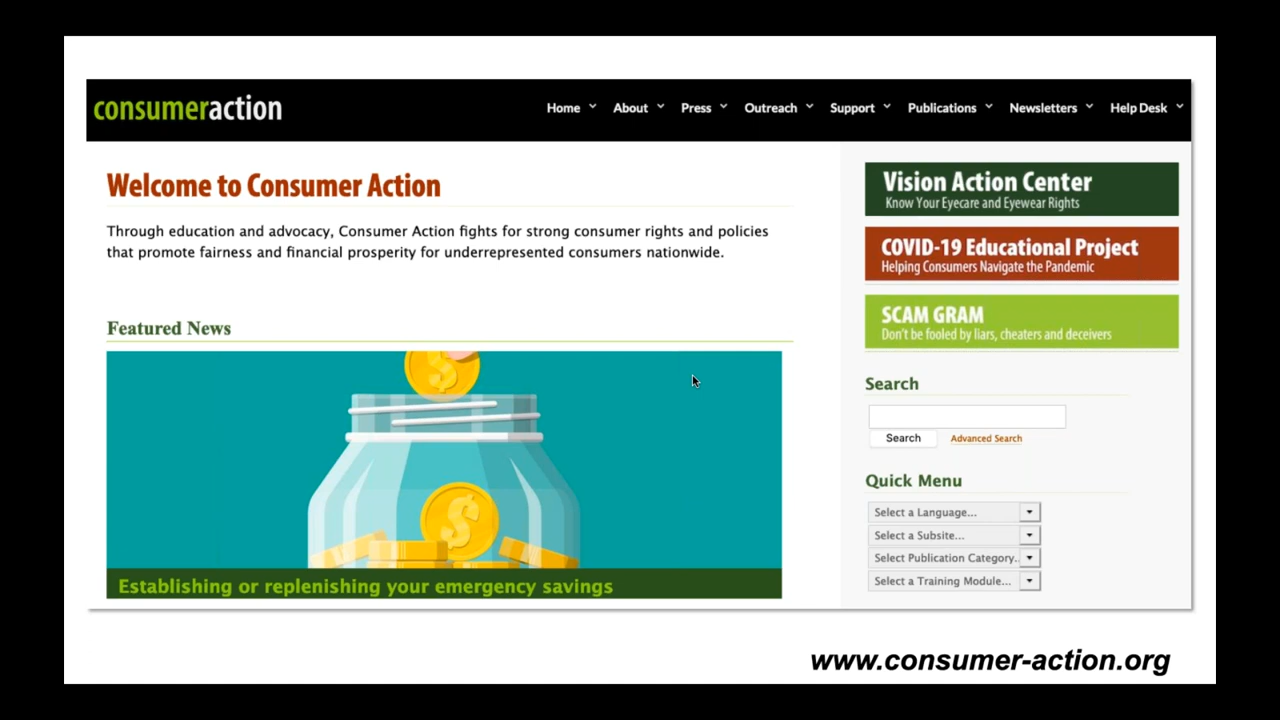 consumeraction
Home About Press Outreach Support Publications Newsletters Help Desk
Welcome to Consumer Action
Through education and advocacy, Consumer Action fights for strong consumer rights and policies
that promote fairness and financial prosperity for underrepresented consumers nationwide.
Featured News
$
$
Establishing or replenishing your emergency savings
Vision Action Center
Know Your Eyecare and Eyewear Rights
COVID-19 Educational Project
Helping Consumers Navigate the Pandemic
SCAM GRAM
Don't be fooled by liars, cheaters and deceivers
Search
Search Advanced Search
Quick Menu
Select a Language...
Select a Subsite...
Select Publication Category..
Select a Training Module...
www.consumer-action.org